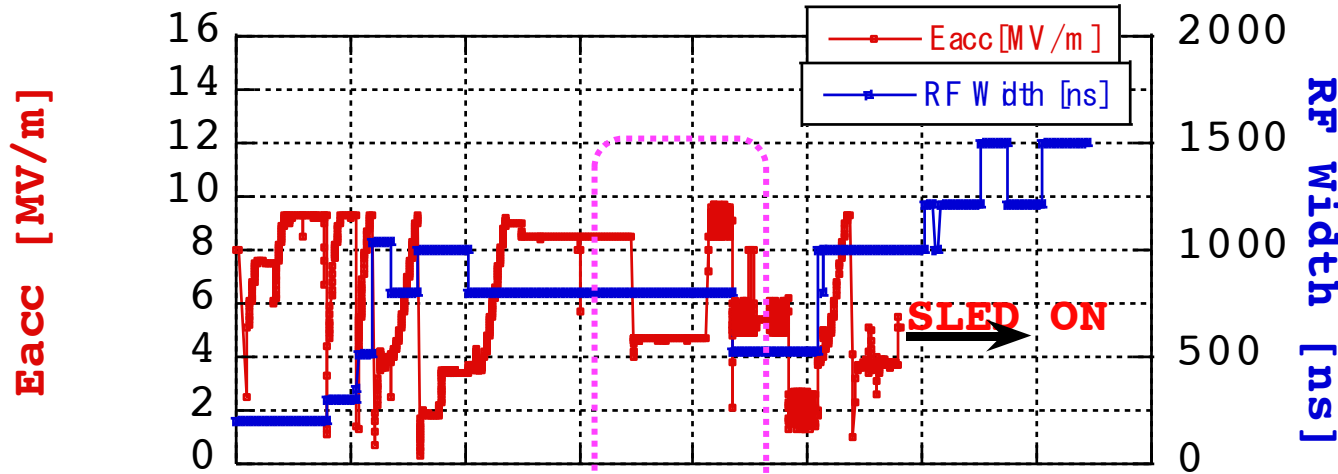 Eacc [MV/m]
16
14
12
10
8
6
4
2
0
Eacc[MV/m]
RF Width [ns]
SLED ON
2000
1500
1000
500
0
RF Width [ns]